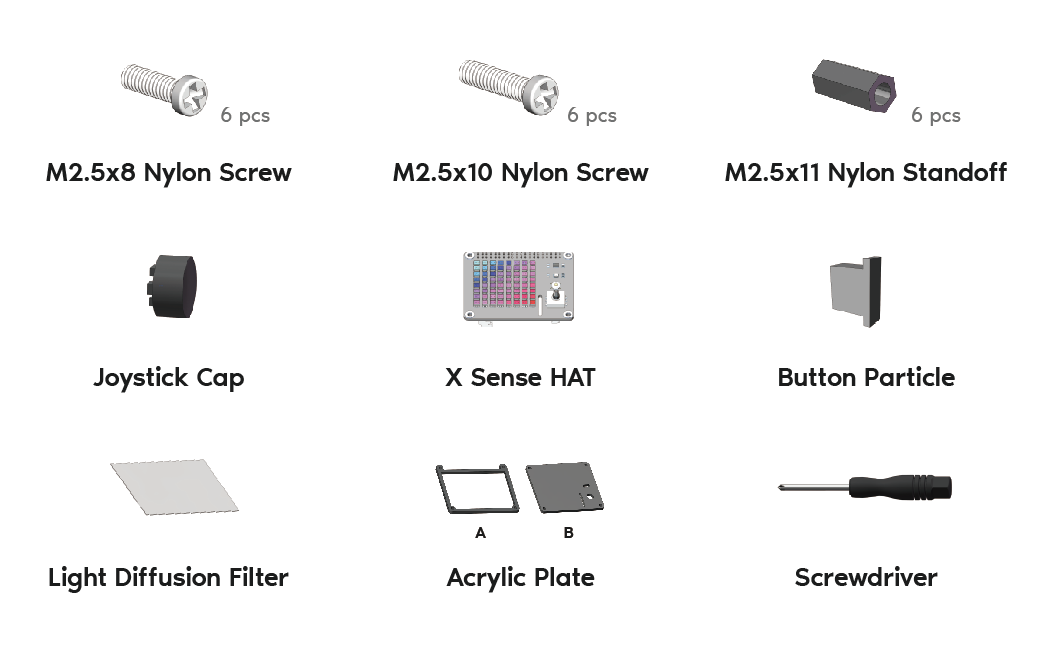 6 pcs
6 pcs
6 pcs
M2.5x8 Nylon Screw
M2.5x10 Nylon Screw
M2.5x11 Nylon Standoff
Joystick Cap
X Sense HAT
Button Particle
A
B
Light Diffusion Filter
Acrylic Plate
Screwdriver